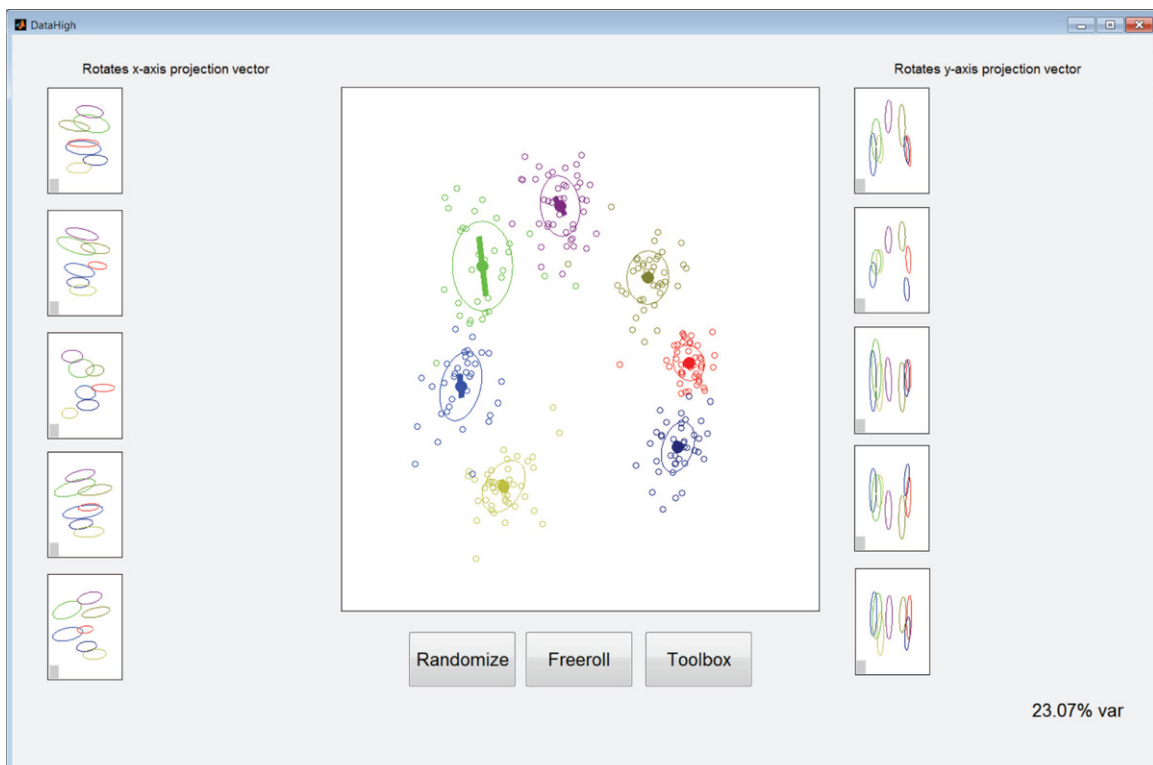 DataHigh
Rotates x-axis projection vector
Rotates y-axis projection vector
Randomize
Freeroll
Toolbox
23.07% var